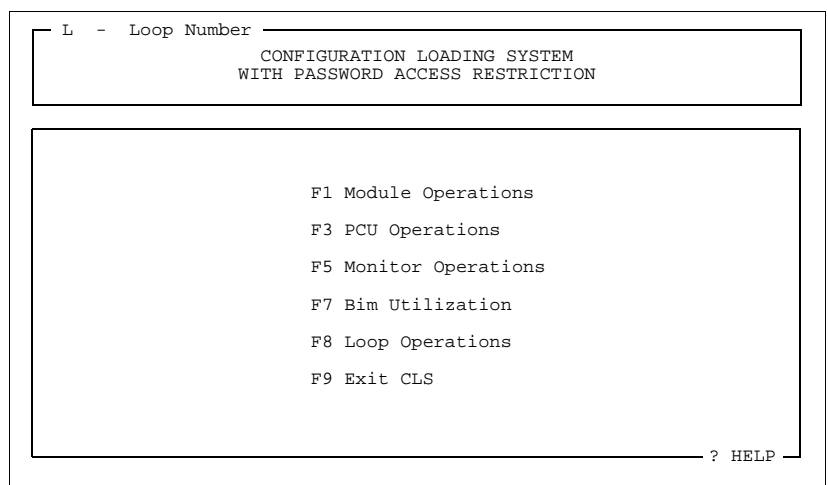 L - Loop Number
CONFIGURATION LOADING SYSTEM
WITH PASSWORD ACCESS RESTRICTION
F1 Module Operations
F3 PCU Operations
F5 Monitor Operations
F7 Bim Utilization
F8 Loop Operations
F9 Exit CLS
? HELP